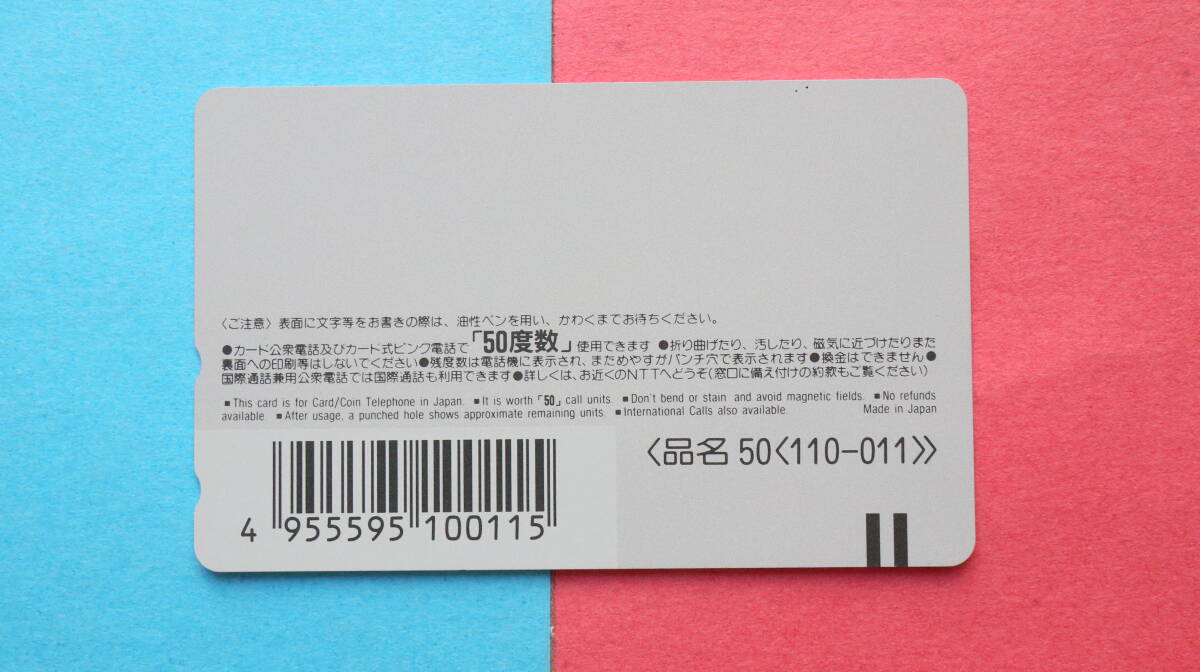 〈ご注意〉表面に文字等をお書きの際は、油性ペンを用い、かわくまでお待ちください。
●カード公衆電話及びカード式ピンク電話で「50度数」使用できます ●折り曲げたり、汚したり、磁気に近づけたりまた
裏面への印刷等はしないでください●残度数は電話機に表示され、まためやすがパンチ穴で表示されます●換金はできません●
国際通話兼用公衆電話では国際通話も利用できます●詳しくは、お近くのNTTへどうぞ(窓口に備え付けの約款もご覧ください)
■This card is for Card/Coin Telephone in Japan. ■It is worth「50」call units. ■Don't bend or stain and avoid magnetic fields. ■No refunds
available. ■After usage, a punched hole shows approximate remaining units. ■International Calls also available. Made in Japan
〈品名 50〈110-011〉〉
4 955595 100115